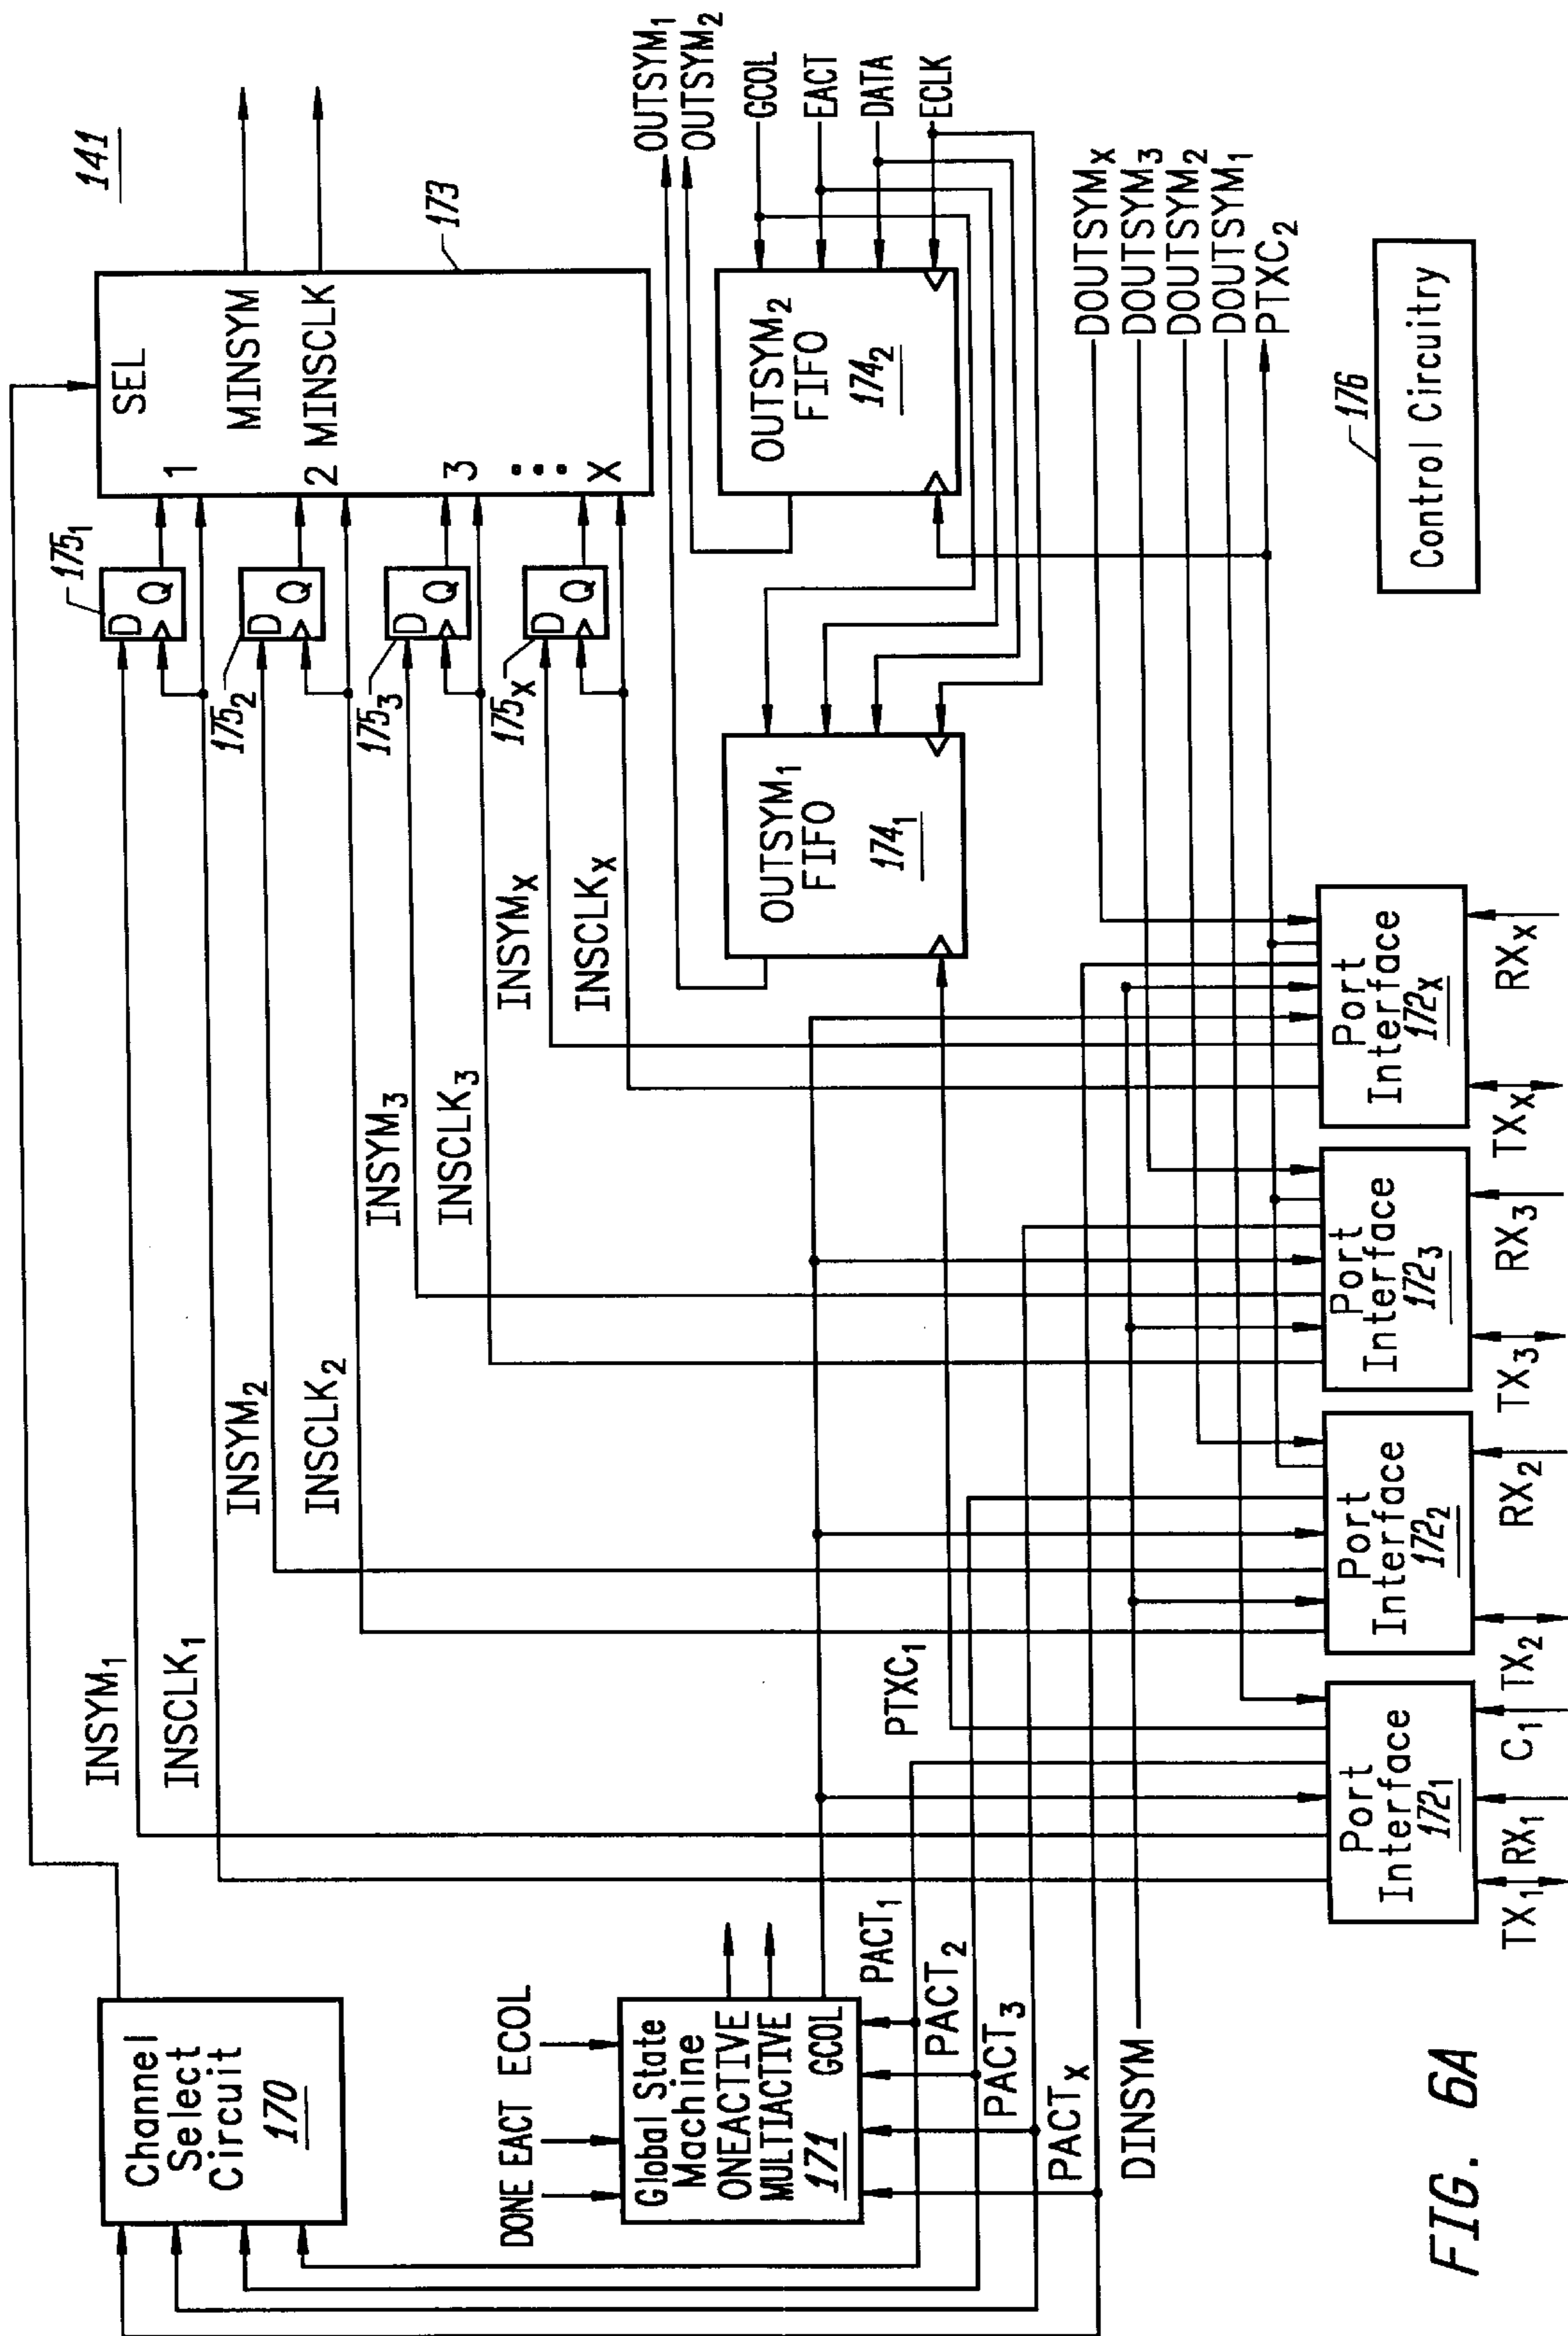 141
Channel
Select
Circuit
170
DONE
EACT
ECOL
Global State
Machine
ONEACTIVE
MULTIACTIVE
171
GCOL
PACT1
PACT2
PACT3
PACTX
DINSYM
INSYM1
INSCLK1
INSYM2
INSCLK2
INSYM3
INSCLK3
INSYMX
INSCLKX
PTXC1
D
Q
1751
D
Q
1752
D
Q
1753
D
Q
175X
SEL
1
MINSYM
2 MINSCLK
3
...
X
173
OUTSYM1
OUTSYM2
GCOL
EACT
DATA
ECLK
OUTSYM2
FIFO
1742
OUTSYM1
FIFO
1741
DOUTSYMX
DOUTSYM3
DOUTSYM2
DOUTSYM1
PTXC2
176
Control Circuitry
Port
Interface
1721
Port
Interface
1722
Port
Interface
1723
Port
Interface
172X
TX1
RX1
C1
TX2
RX2
TX3
RX3
TXX
RXX
FIG. 6A